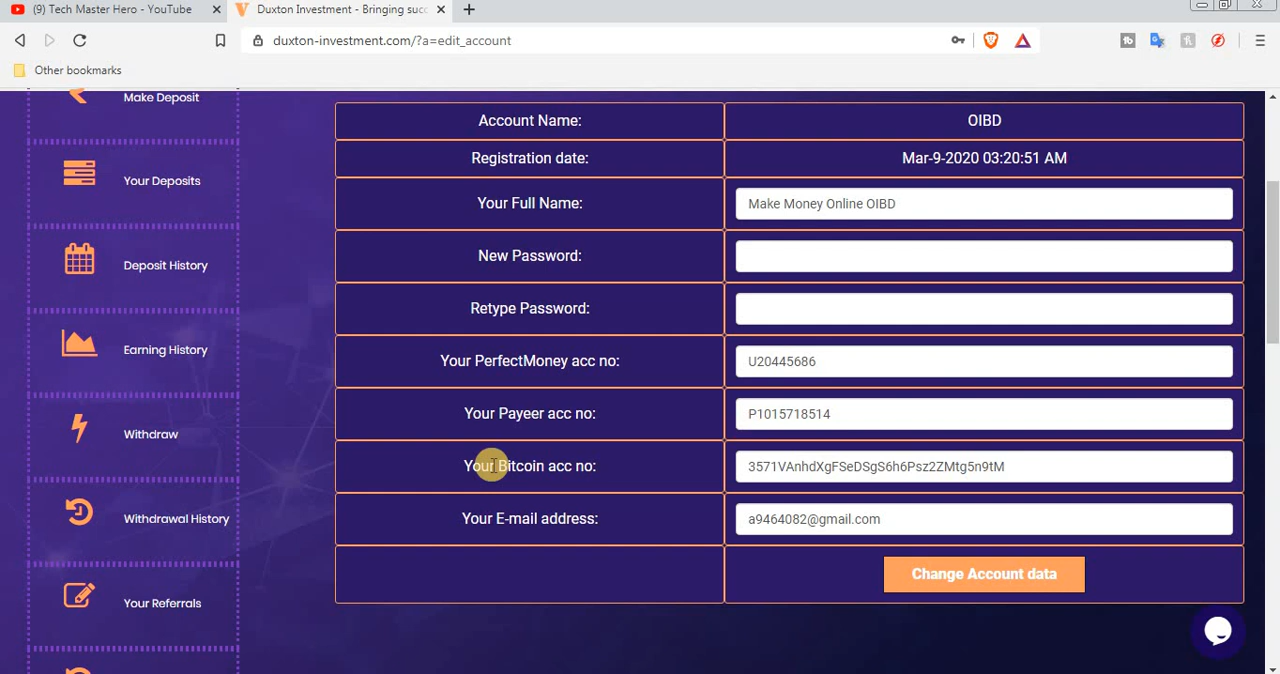 (9) Tech Master Hero - YouTube
Duxton Investment - Bringing succ
duxton-investment.com/?a=edit_account
Other bookmarks
Make Deposit
Your Deposits
Deposit History
Earning History
Withdraw
Withdrawal History
Your Referrals
Account Name: OIBD
Registration date: Mar-9-2020 03:20:51 AM
Your Full Name: Make Money Online OIBD
New Password:
Retype Password:
Your PerfectMoney acc no: U20445686
Your Payeer acc no: P1015718514
Your Bitcoin acc no: 3571VAnhdXgFSeDSgS6h6Psz2ZMtg5n9tM
Your E-mail address: a9464082@gmail.com
Change Account data